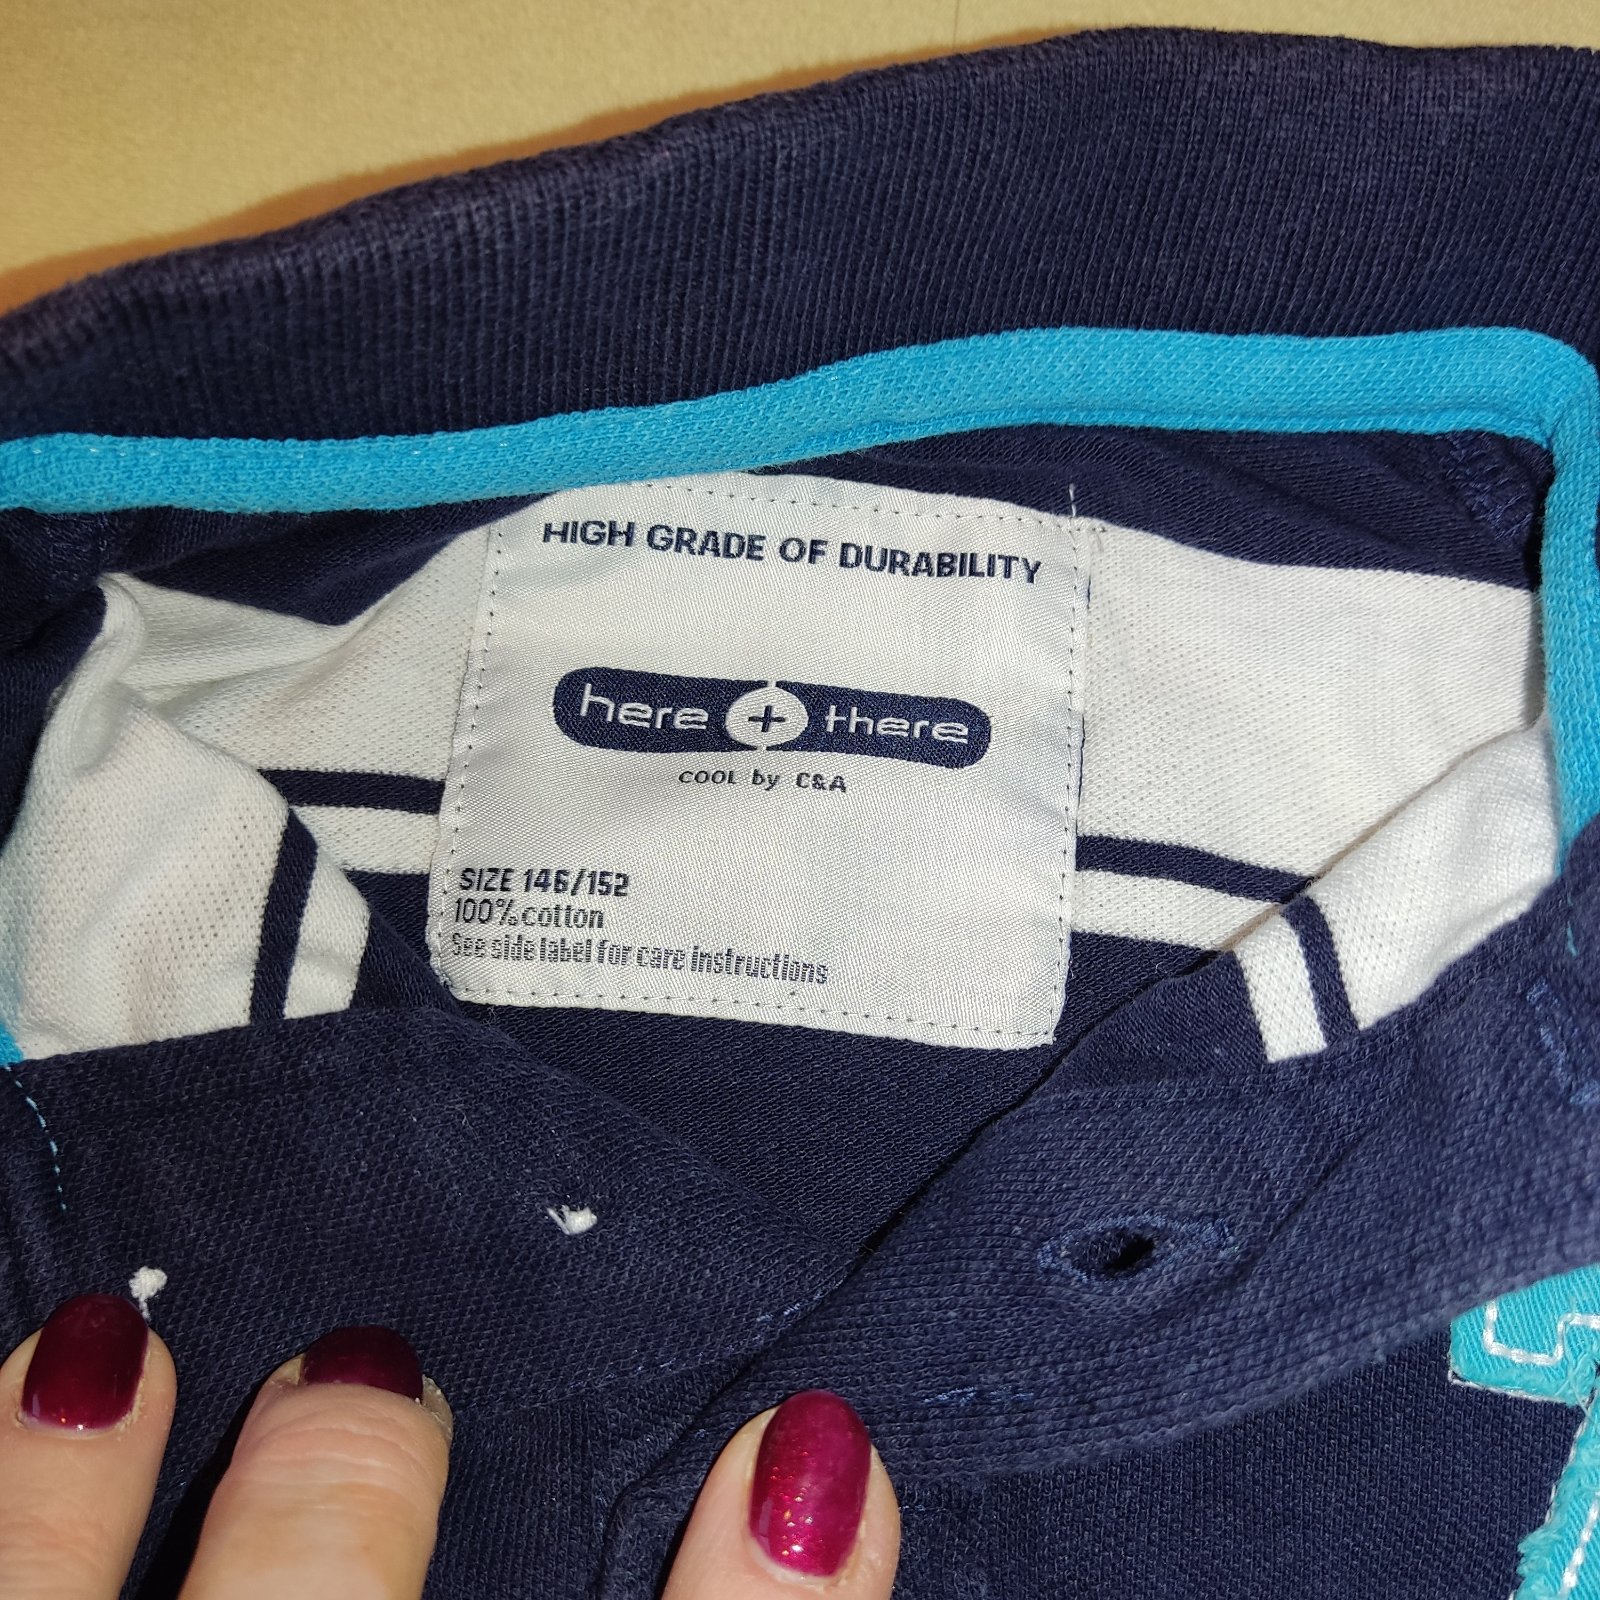 HIGH GRADE OF DURABILITY
here + there
COOL by C&A
SIZE 146/152
100% cotton
See side label for care instructions